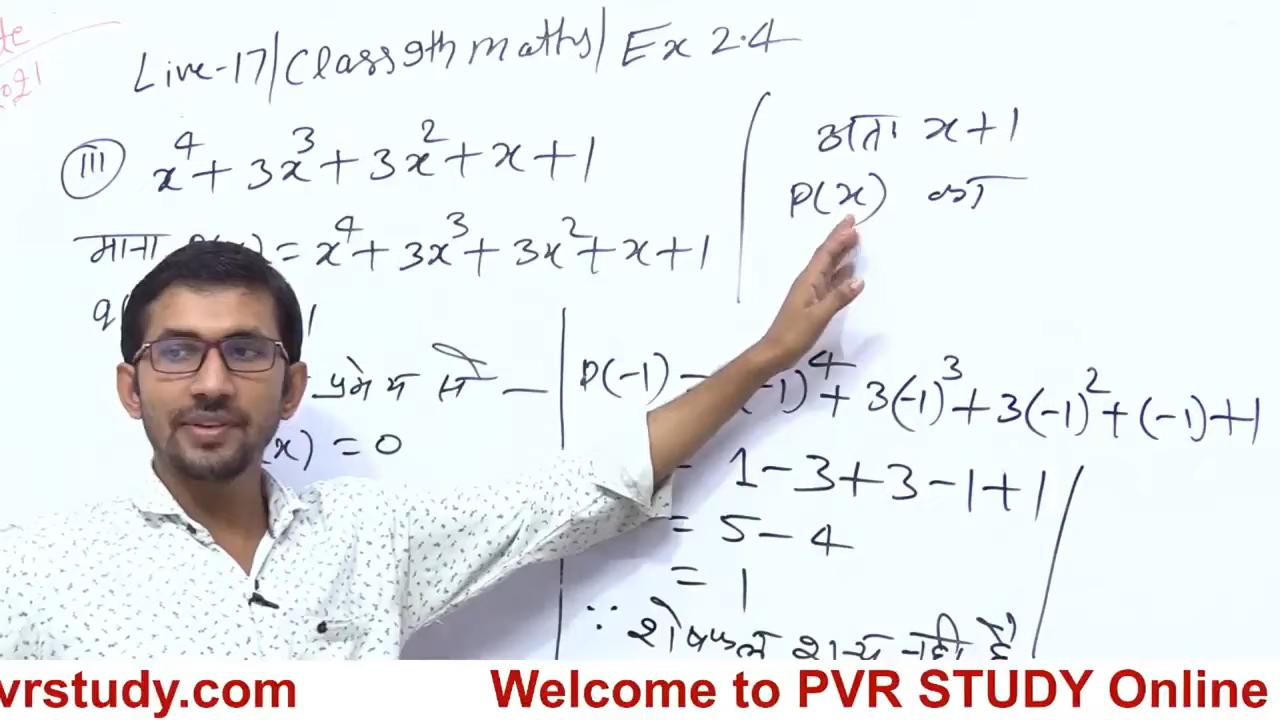 Live-17/Class 9th maths/Ex 2.4
(III) x⁴+3x³+3x²+x+1
माना = x⁴+3x³+3x²+x+1
प्रमेय से —
(x) = 0
P(-1) = (-1)⁴+3(-1)³+3(-1)²+(-1)+1
= 1-3+3-1+1
= 5-4
= 1
∵ शेषफल शून्य नहीं है
अतः x+1
P(x) का
vrstudy.com
Welcome to PVR STUDY Online